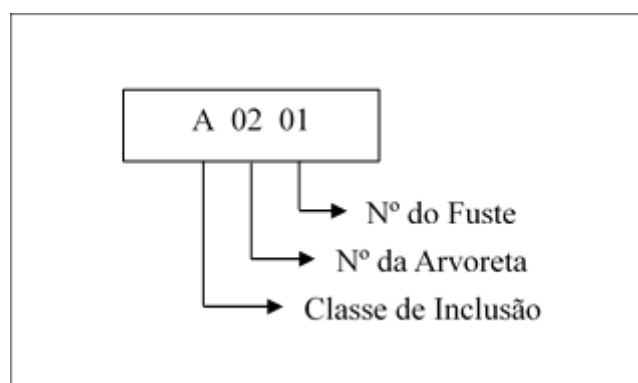 A 02 01
Nº do Fuste
Nº da Arvoreta
Classe de Inclusão